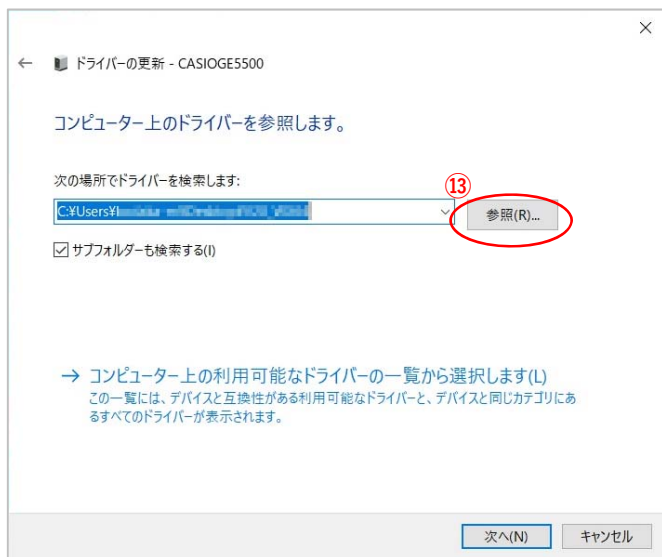 ← ドライバーの更新 - CASIOGE5500
コンピューター上のドライバーを参照します。
次の場所でドライバーを検索します:
⑬
C:¥Users¥
参照(R)...
サブフォルダーも検索する(I)
→ コンピューター上の利用可能なドライバーの一覧から選択します(L)
この一覧には、デバイスと互換性がある利用可能なドライバーと、デバイスと同じカテゴリにあ
るすべてのドライバーが表示されます。
次へ(N)
キャンセル